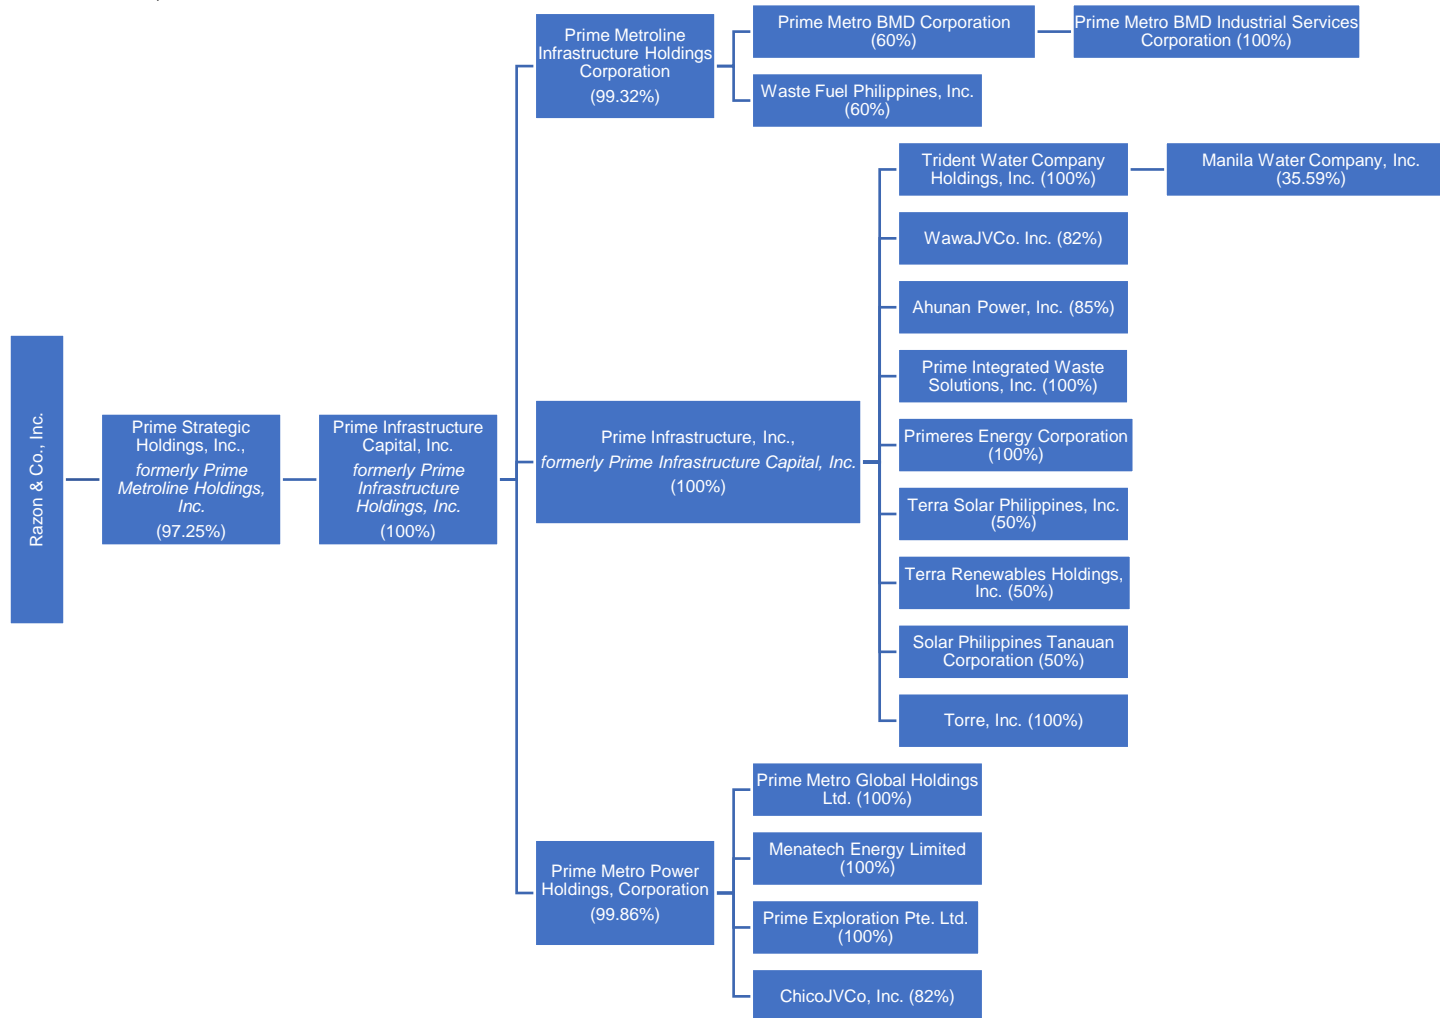 Razon & Co., Inc.
Prime Strategic
Holdings, Inc.,
formerly Prime
Metroline Holdings,
Inc.
(97.25%)
Prime Infrastructure
Capital, Inc.
formerly Prime
Infrastructure
Holdings, Inc.
(100%)
Prime Metroline
Infrastructure Holdings
Corporation
(99.32%)
Prime Metro BMD Corporation
(60%)
Prime Metro BMD Industrial Services
Corporation (100%)
Waste Fuel Philippines, Inc.
(60%)
Prime Infrastructure, Inc.,
formerly Prime Infrastructure Capital, Inc.
(100%)
Trident Water Company
Holdings, Inc. (100%)
Manila Water Company, Inc.
(35.59%)
WawaJVCo. Inc. (82%)
Ahunan Power, Inc. (85%)
Prime Integrated Waste
Solutions, Inc. (100%)
Primeres Energy Corporation
(100%)
Terra Solar Philippines, Inc.
(50%)
Terra Renewables Holdings,
Inc. (50%)
Solar Philippines Tanauan
Corporation (50%)
Torre, Inc. (100%)
Prime Metro Power
Holdings, Corporation
(99.86%)
Prime Metro Global Holdings
Ltd. (100%)
Menatech Energy Limited
(100%)
Prime Exploration Pte. Ltd.
(100%)
ChicoJVCo, Inc. (82%)